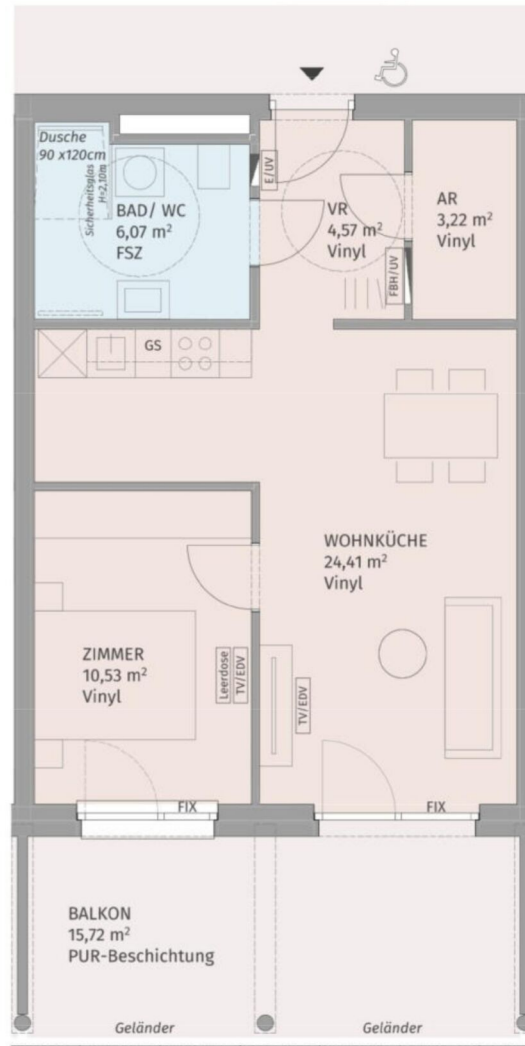 Dusche
90 x120cm
Sicherheitsglas
H=2,10m
BAD/ WC
6,07 m²
FSZ
E/UV
VR
4,57 m²
Vinyl
AR
3,22 m²
Vinyl
FBH/UV
GS
WOHNKÜCHE
24,41 m²
Vinyl
ZIMMER
10,53 m²
Vinyl
Leerdose
TV/EDV
TV/EDV
FIX
FIX
BALKON
15,72 m²
PUR-Beschichtung
Geländer
Geländer